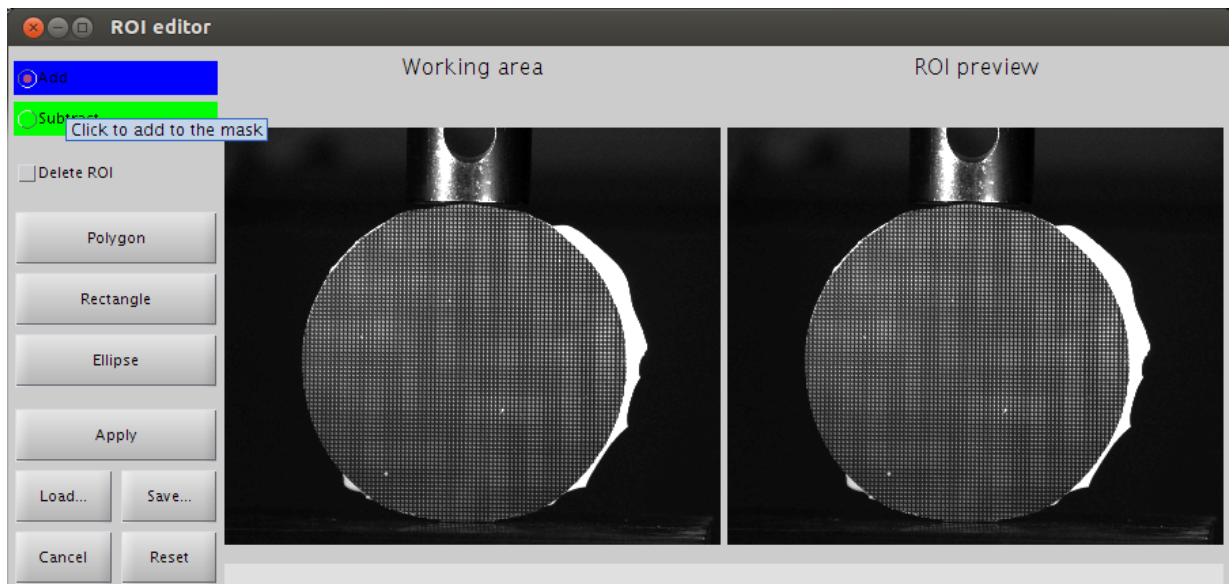 ROI editor
Working area
ROI preview
Add
Subtract
Click to add to the mask
Delete ROI
Polygon
Rectangle
Ellipse
Apply
Load...
Save...
Cancel
Reset